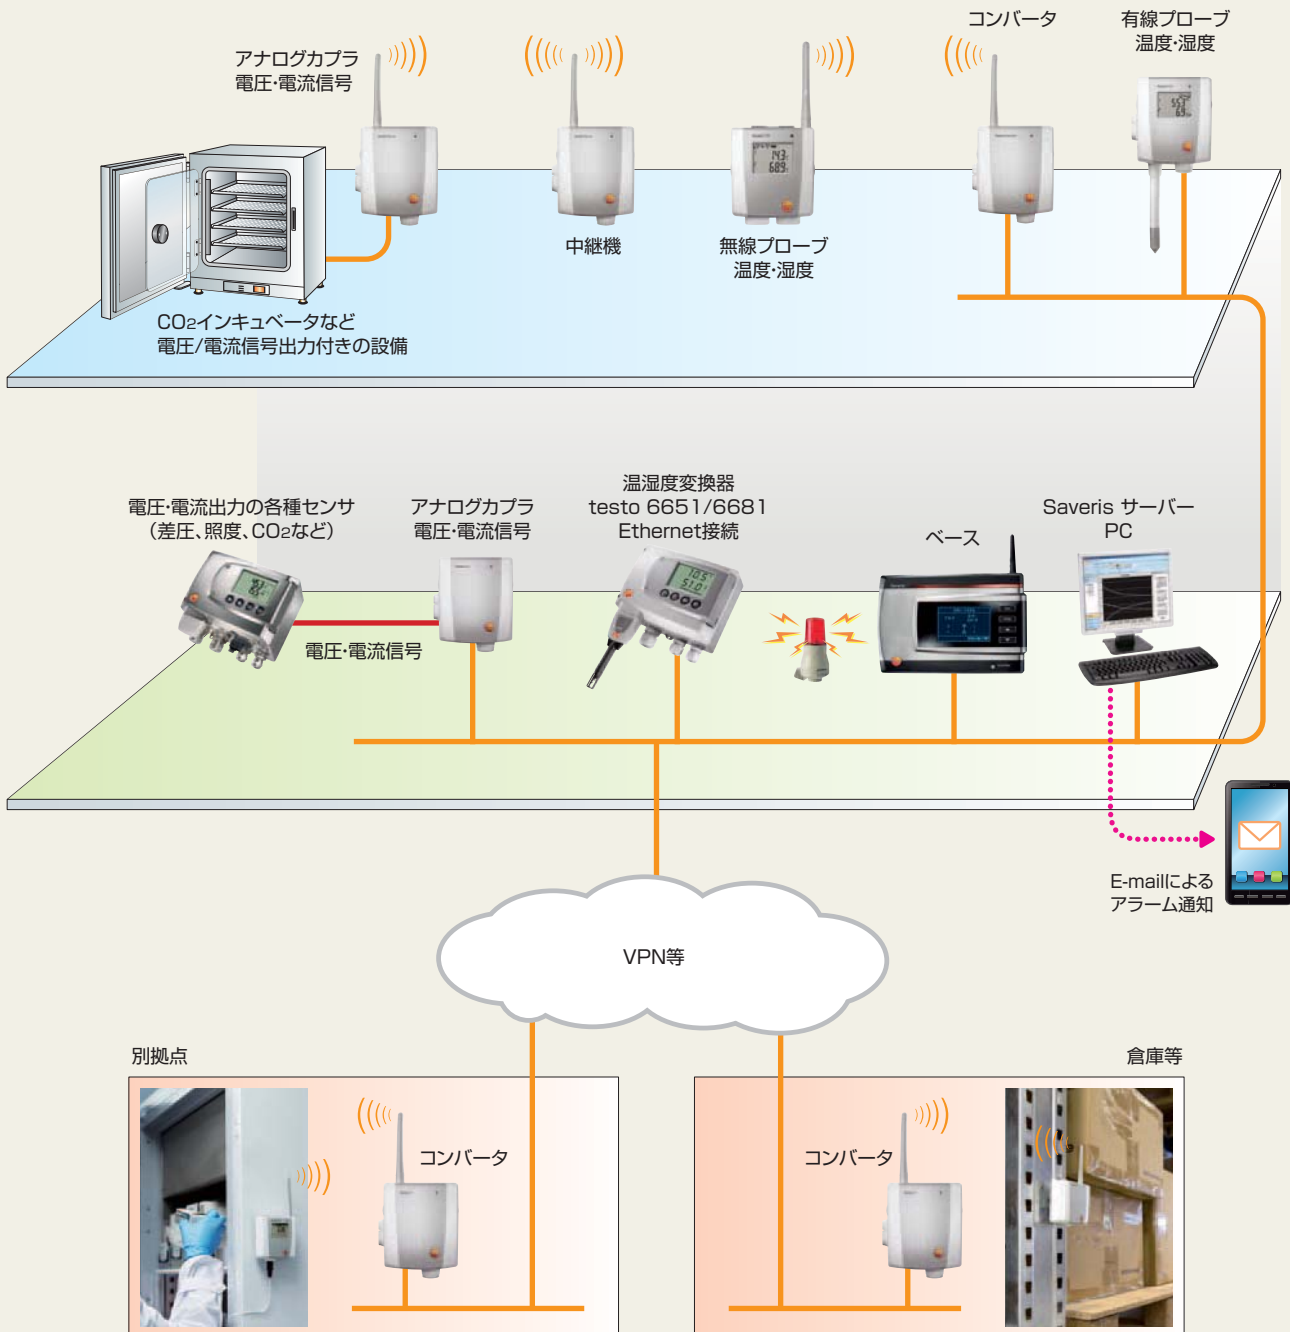 コンバータ
有線プローブ
温度・湿度
アナログカプラ
電圧・電流信号
中継機
無線プローブ
温度・湿度
CO2インキュベータなど
電圧/電流信号出力付きの設備
電圧・電流出力の各種センサ
（差圧、照度、CO2など）
アナログカプラ
電圧・電流信号
温湿度変換器
testo 6651/6681
Ethernet接続
ベース
Saveris サーバー
PC
電圧・電流信号
E-mailによる
アラーム通知
VPN等
別拠点
倉庫等
コンバータ
コンバータ